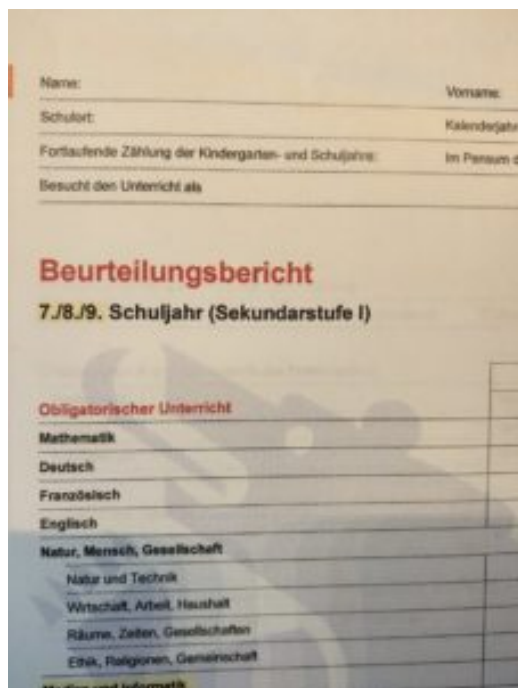 Name:
Vorname:
Schulort:
Kalenderjahr
Fortlaufende Zählung der Kindergarten- und Schuljahre:
Im Pensum d
Besucht den Unterricht als
Beurteilungsbericht
7./8./9. Schuljahr (Sekundarstufe I)
Obligatorischer Unterricht
Mathematik
Deutsch
Französisch
Englisch
Natur, Mensch, Gesellschaft
Natur und Technik
Wirtschaft, Arbeit, Haushalt
Räume, Zeiten, Gesellschaften
Ethik, Religionen, Gemeinschaft
Medien und Informatik